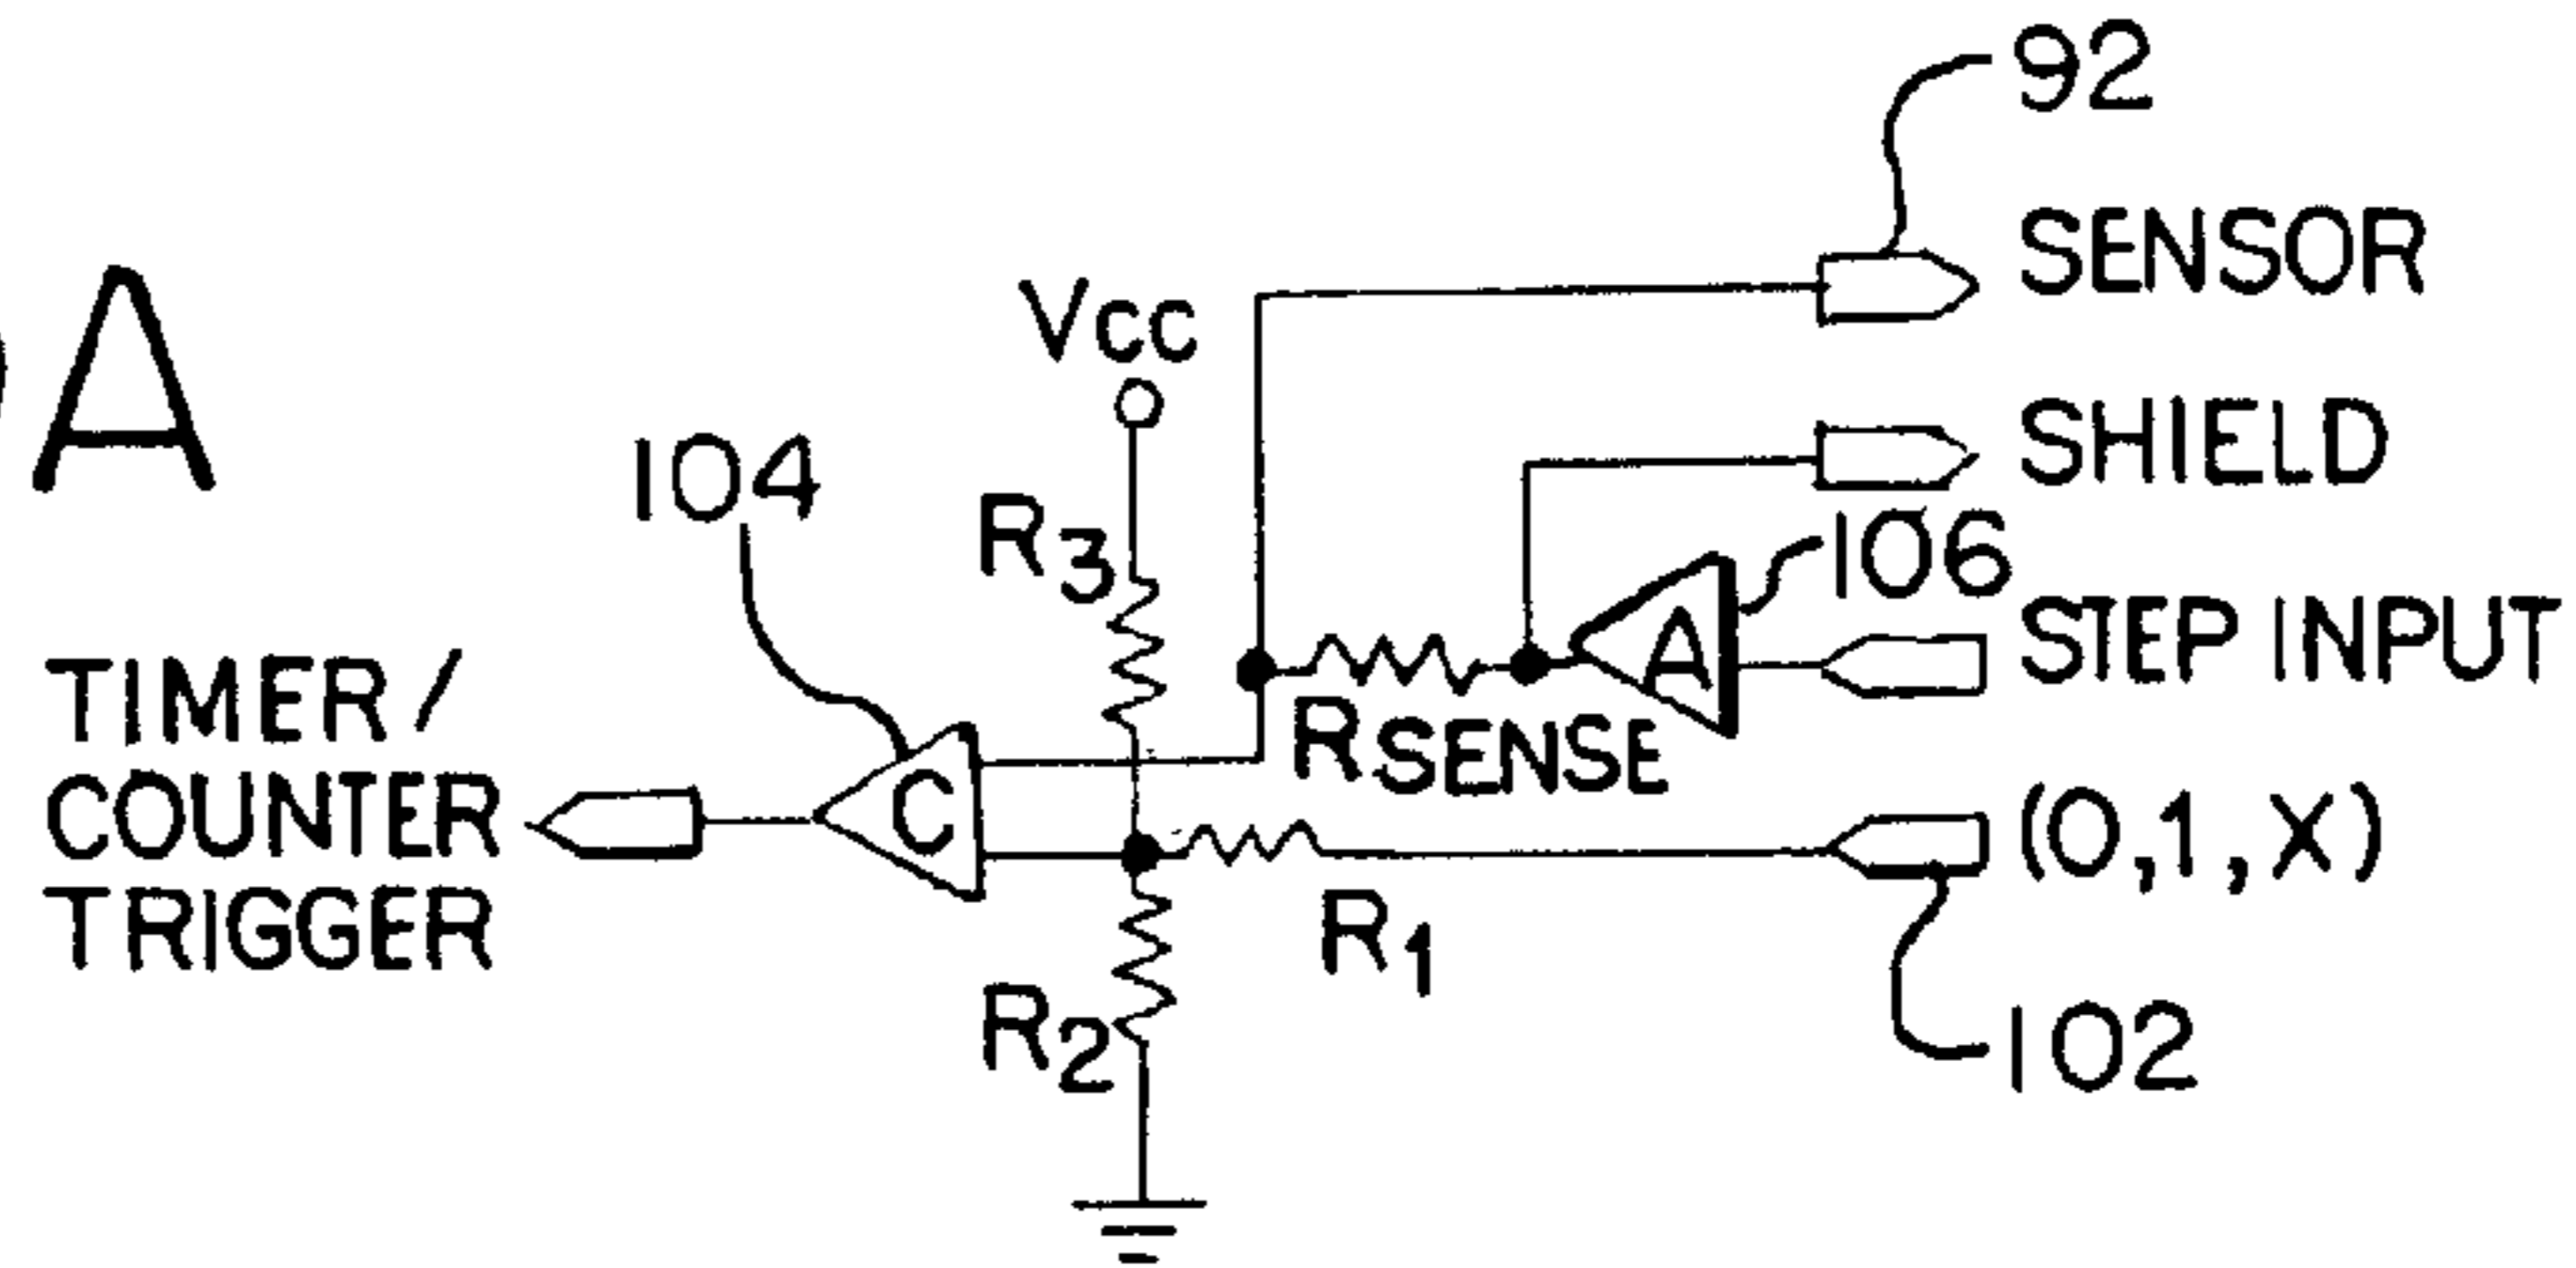 92
SENSOR
A
Vcc
SHIELD
104
R3
106
STEP INPUT
A
TIMER /
COUNTER
TRIGGER
C
RSENSE
(0,1,X)
R1
R2
102